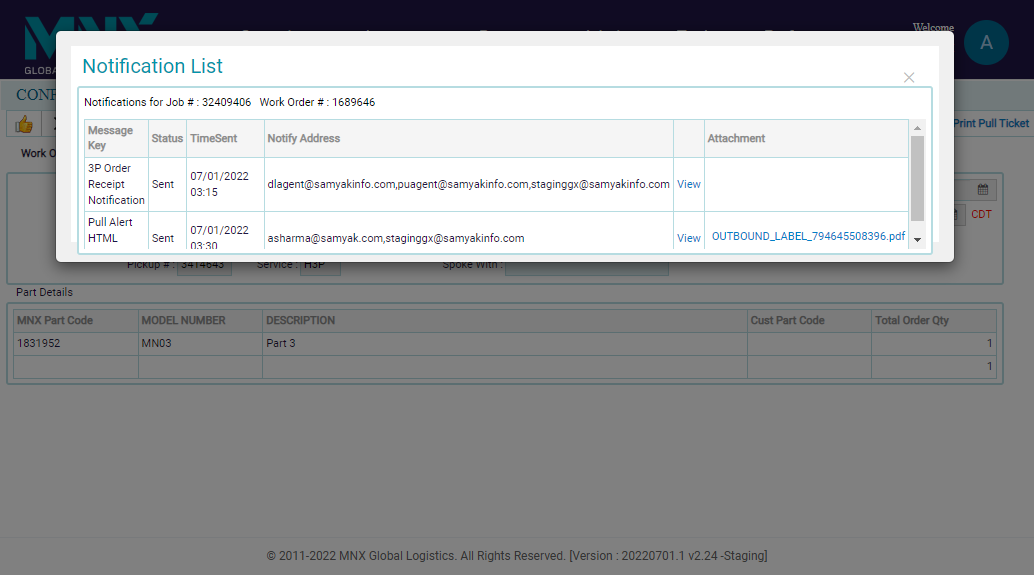 MNX
GLOBAL
Welcome
A
Notification List
Notifications for Job # : 32409406 Work Order # : 1689646
Message Key Status TimeSent Notify Address Attachment
3P Order Receipt Notification Sent 07/01/2022 03:15 dlagent@samyakinfo.com,puagent@samyakinfo.com,staginggx@samyakinfo.com View
Pull Alert HTML Sent 07/01/2022 03:30 asharma@samyak.com,staginggx@samyakinfo.com View OUTBOUND_LABEL_794645508396.pdf
Print Pull Ticket
CDT
Pickup # : 3414643 Service : H3P Spoke With :
Part Details
MNX Part Code MODEL NUMBER DESCRIPTION Cust Part Code Total Order Qty
1831952 MN03 Part 3 1
1
© 2011-2022 MNX Global Logistics. All Rights Reserved. [Version : 20220701.1 v2.24 -Staging]